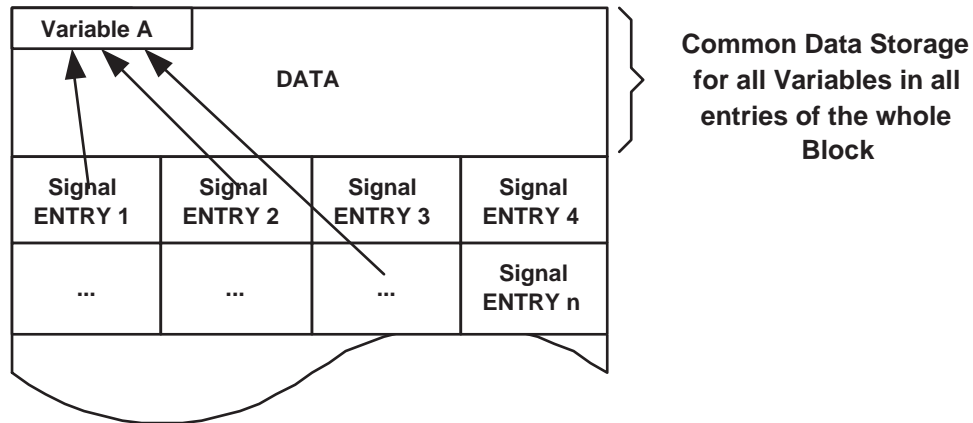 Variable A
DATA
Common Data Storage
for all Variables in all
entries of the whole
Block
Signal
ENTRY 1
Signal
ENTRY 2
Signal
ENTRY 3
Signal
ENTRY 4
...
...
...
Signal
ENTRY n